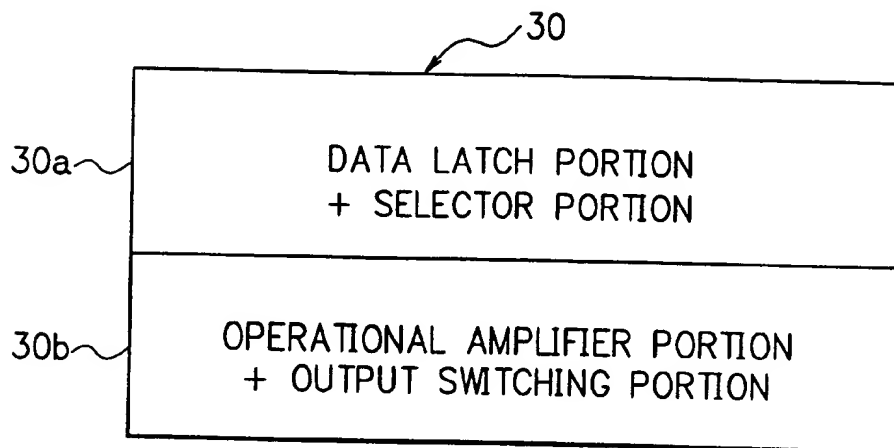 30
30a
DATA LATCH PORTION
+ SELECTOR PORTION
30b
OPERATIONAL AMPLIFIER PORTION
+ OUTPUT SWITCHING PORTION